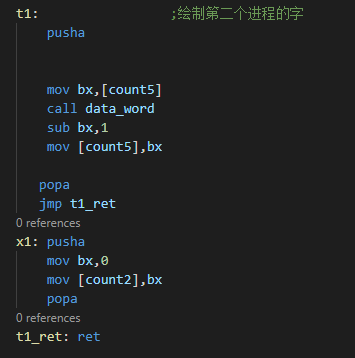 t1: ;绘制第二个进程的字
pusha
mov bx,[count5]
call data_word
sub bx,1
mov [count5],bx
popa
jmp t1_ret
0 references
x1: pusha
mov bx,0
mov [count2],bx
popa
0 references
t1_ret: ret